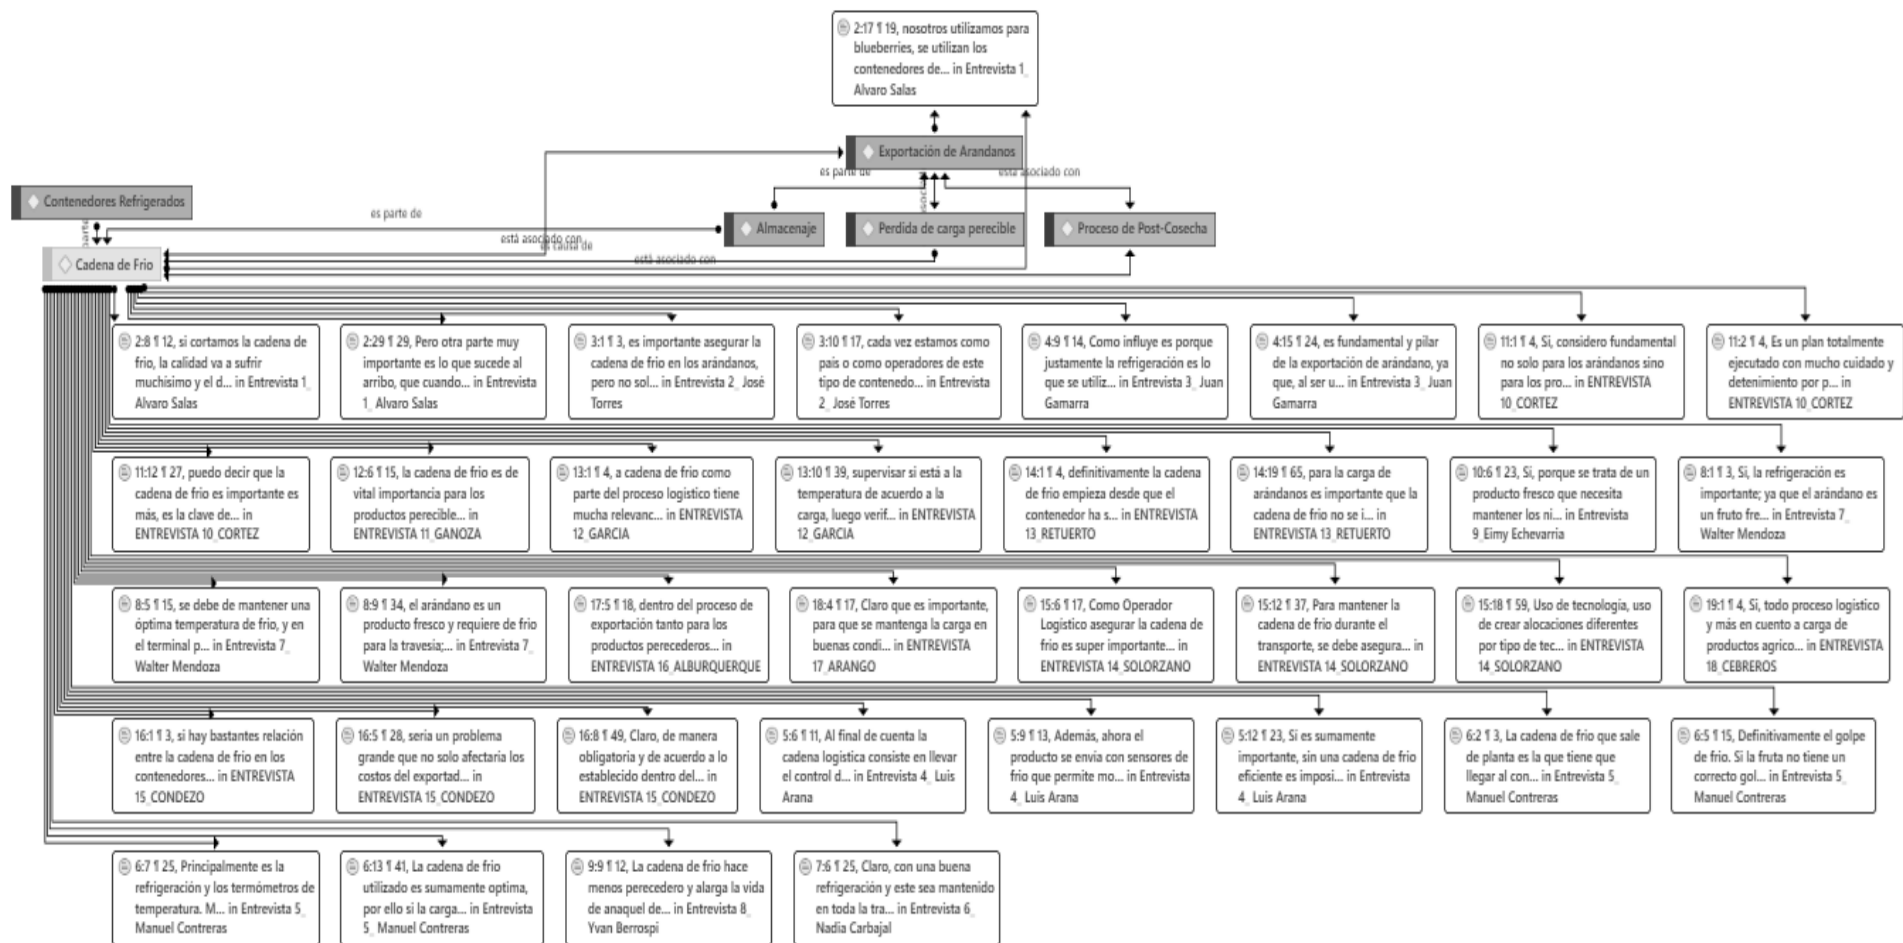 2:17 ¶ 19, nosotros utilizamos para
blueberries, se utilizan los
contenedores de... in Entrevista 1_
Alvaro Salas
Exportación de Arandanos
es parte de
está asociado con
Contenedores Refrigerados
es parte de
Almacenaje
Perdida de carga perecible
Proceso de Post-Cosecha
está asociado con
es causa de
está asociado con
Cadena de Frio
2:8 ¶ 12, si cortamos la cadena de
frio, la calidad va a sufrir
muchísimo y el d... in Entrevista 1_
Alvaro Salas
2:29 ¶ 29, Pero otra parte muy
importante es lo que sucede al
arribo, que cuando... in Entrevista
1_ Alvaro Salas
3:1 ¶ 3, es importante asegurar la
cadena de frio en los arándanos,
pero no sol... in Entrevista 2_ José
Torres
3:10 ¶ 17, cada vez estamos como
país o como operadores de este
tipo de contenedo... in Entrevista
2_ José Torres
4:9 ¶ 14, Como influye es porque
justamente la refrigeración es lo
que se utiliz... in Entrevista 3_ Juan
Gamarra
4:15 ¶ 24, es fundamental y pilar
de la exportación de arándano, ya
que, al ser u... in Entrevista 3_ Juan
Gamarra
11:1 ¶ 4, Sí, considero fundamental
no solo para los arándanos sino
para los pro... in ENTREVISTA
10_CORTEZ
11:2 ¶ 4, Es un plan totalmente
ejecutado con mucho cuidado y
detenimiento por p... in
ENTREVISTA 10_CORTEZ
11:12 ¶ 27, puedo decir que la
cadena de frio es importante es
más, es la clave de... in
ENTREVISTA 10_CORTEZ
12:6 ¶ 15, la cadena de frio es de
vital importancia para los
productos perecible... in
ENTREVISTA 11_GANOZA
13:1 ¶ 4, a cadena de frio como
parte del proceso logístico tiene
mucha relevanc... in ENTREVISTA
12_GARCIA
13:10 ¶ 39, supervisar si está a la
temperatura de acuerdo a la
carga, luego verif... in ENTREVISTA
12_GARCIA
14:1 ¶ 4, definitivamente la cadena
de frio empieza desde que el
contenedor ha s... in ENTREVISTA
13_RETUERTO
14:19 ¶ 65, para la carga de
arándanos es importante que la
cadena de frio no se i... in
ENTREVISTA 13_RETUERTO
10:6 ¶ 23, Sí, porque se trata de un
producto fresco que necesita
mantener los ni... in Entrevista
9_Eimy Echevarria
8:1 ¶ 3, Si, la refrigeración es
importante; ya que el arándano es
un fruto fre... in Entrevista 7_
Walter Mendoza
8:5 ¶ 15, se debe de mantener una
óptima temperatura de frio, y en
el terminal p... in Entrevista 7_
Walter Mendoza
8:9 ¶ 34, el arándano es un
producto fresco y requiere de frio
para la travesía;... in Entrevista 7_
Walter Mendoza
17:5 ¶ 18, dentro del proceso de
exportación tanto para los
productos perecederos... in
ENTREVISTA 16_ALBURQUERQUE
18:4 ¶ 17, Claro que es importante,
para que se mantenga la carga en
buenas condi... in ENTREVISTA
17_ARANGO
15:6 ¶ 17, Como Operador
Logístico asegurar la cadena de
frio es super importante... in
ENTREVISTA 14_SOLORZANO
15:12 ¶ 37, Para mantener la
cadena de frio durante el
transporte, se debe asegura... in
ENTREVISTA 14_SOLORZANO
15:18 ¶ 59, Uso de tecnología, uso
de crear alocaciones diferentes
por tipo de tec... in ENTREVISTA
14_SOLORZANO
19:1 ¶ 4, Si, todo proceso logístico
y más en cuento a carga de
productos agrico... in ENTREVISTA
18_CEBREROS
16:1 ¶ 3, si hay bastantes relación
entre la cadena de frio en los
contenedores... in ENTREVISTA
15_CONDEZO
16:5 ¶ 28, seria un problema
grande que no solo afectaria los
costos del exportad... in
ENTREVISTA 15_CONDEZO
16:8 ¶ 49, Claro, de manera
obligatoria y de acuerdo a lo
establecido dentro del... in
ENTREVISTA 15_CONDEZO
5:6 ¶ 11, Al final de cuenta la
cadena logística consiste en llevar
el control d... in Entrevista 4_ Luis
Arana
5:9 ¶ 13, Además, ahora el
producto se envía con sensores de
frio que permite mo... in Entrevista
4_ Luis Arana
5:12 ¶ 23, Sí es sumamente
importante, sin una cadena de frio
eficiente es imposi... in Entrevista
4_ Luis Arana
6:2 ¶ 3, La cadena de frio que sale
de planta es la que tiene que
llegar al con... in Entrevista 5_
Manuel Contreras
6:5 ¶ 15, Definitivamente el golpe
de frio. Si la fruta no tiene un
correcto gol... in Entrevista 5_
Manuel Contreras
6:7 ¶ 25, Principalmente es la
refrigeración y los termómetros de
temperatura. M... in Entrevista 5_
Manuel Contreras
6:13 ¶ 41, La cadena de frio
utilizado es sumamente optima,
por ello si la carga... in Entrevista
5_ Manuel Contreras
9:9 ¶ 12, La cadena de frio hace
menos perecedero y alarga la vida
de anaquel de... in Entrevista 8_
Yvan Berrospi
7:6 ¶ 25, Claro, con una buena
refrigeración y este sea mantenido
en toda la tra... in Entrevista 6_
Nadia Carbajal